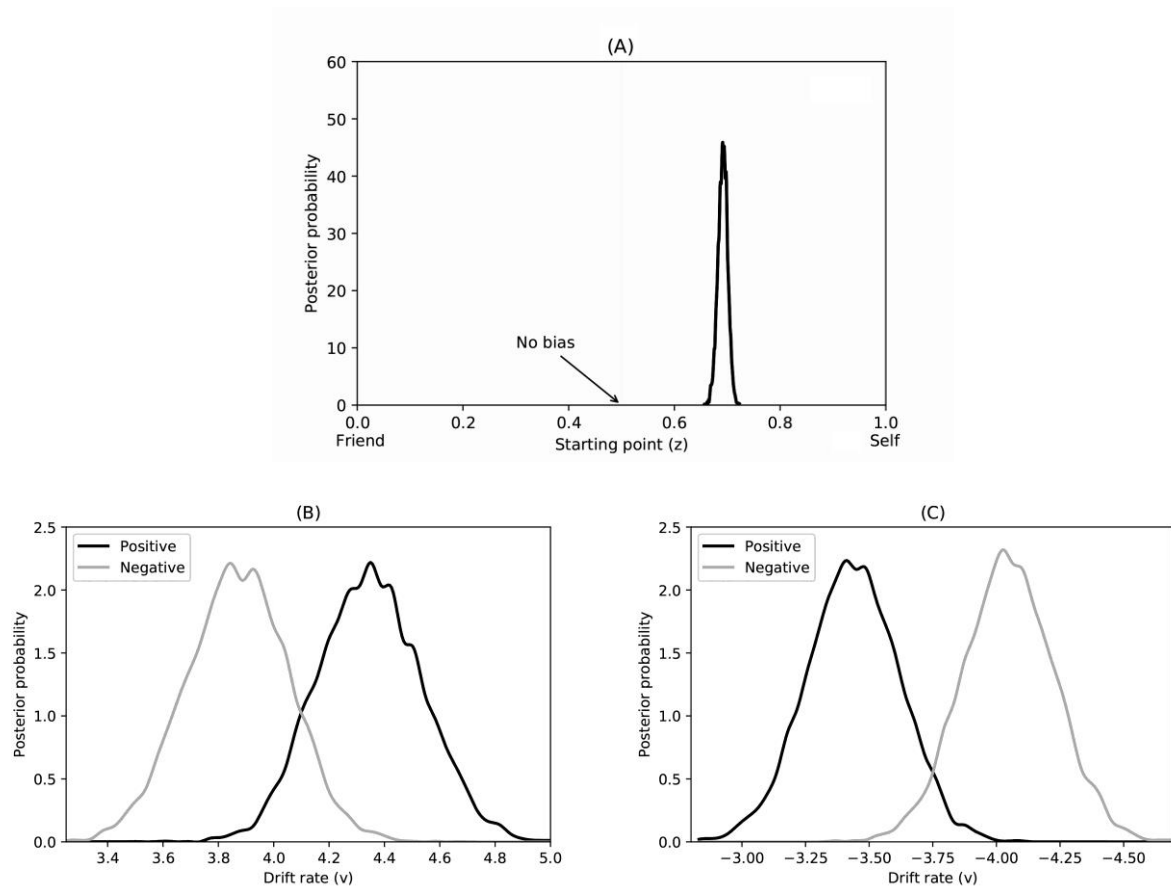 (A)
Posterior probability
60
50
40
30
20
10
0
No bias
0.0 0.2 0.4 0.6 0.8 1.0
Friend Starting point (z) Self
(B)
Posterior probability
2.5
2.0
1.5
1.0
0.5
0.0
Positive
Negative
3.4 3.6 3.8 4.0 4.2 4.4 4.6 4.8 5.0
Drift rate (v)
(C)
Posterior probability
2.5
2.0
1.5
1.0
0.5
0.0
Positive
Negative
−3.00 −3.25 −3.50 −3.75 −4.00 −4.25 −4.50
Drift rate (v)